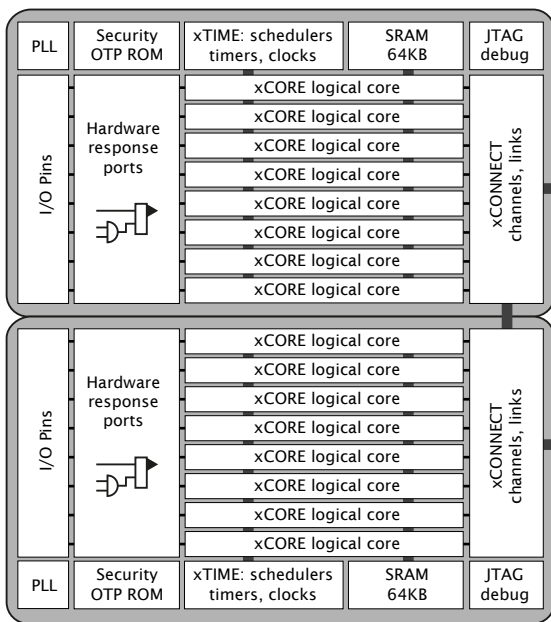 PLL
Security
OTP ROM
xTIME: schedulers
timers, clocks
SRAM
64KB
JTAG
debug
I/O Pins
Hardware
response
ports
xCORE logical core
xCORE logical core
xCORE logical core
xCORE logical core
xCORE logical core
xCORE logical core
xCORE logical core
xCORE logical core
xCONNECT
channels, links
I/O Pins
Hardware
response
ports
xCORE logical core
xCORE logical core
xCORE logical core
xCORE logical core
xCORE logical core
xCORE logical core
xCORE logical core
xCORE logical core
xCONNECT
channels, links
PLL
Security
OTP ROM
xTIME: schedulers
timers, clocks
SRAM
64KB
JTAG
debug